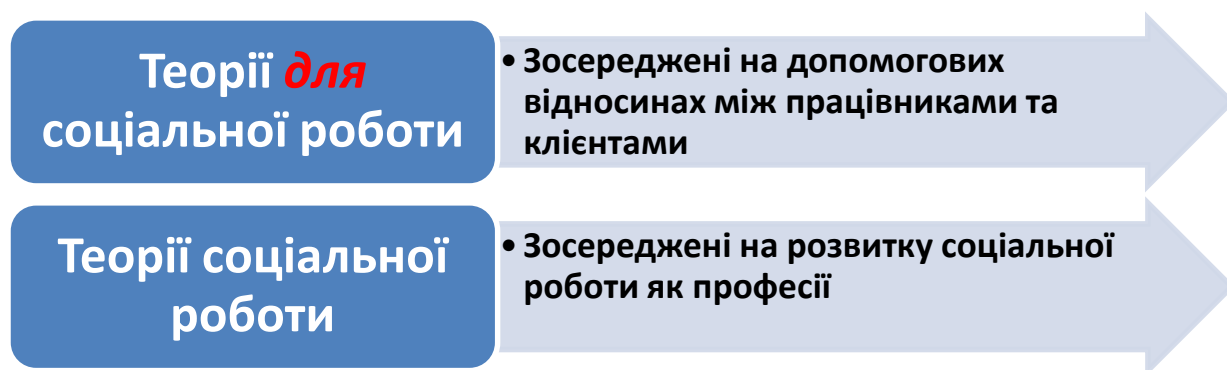 Теорії для
соціальної роботи
• Зосереджені на допомогових
відносинах між працівниками та
клієнтами
Теорії соціальної
роботи
• Зосереджені на розвитку соціальної
роботи як професії